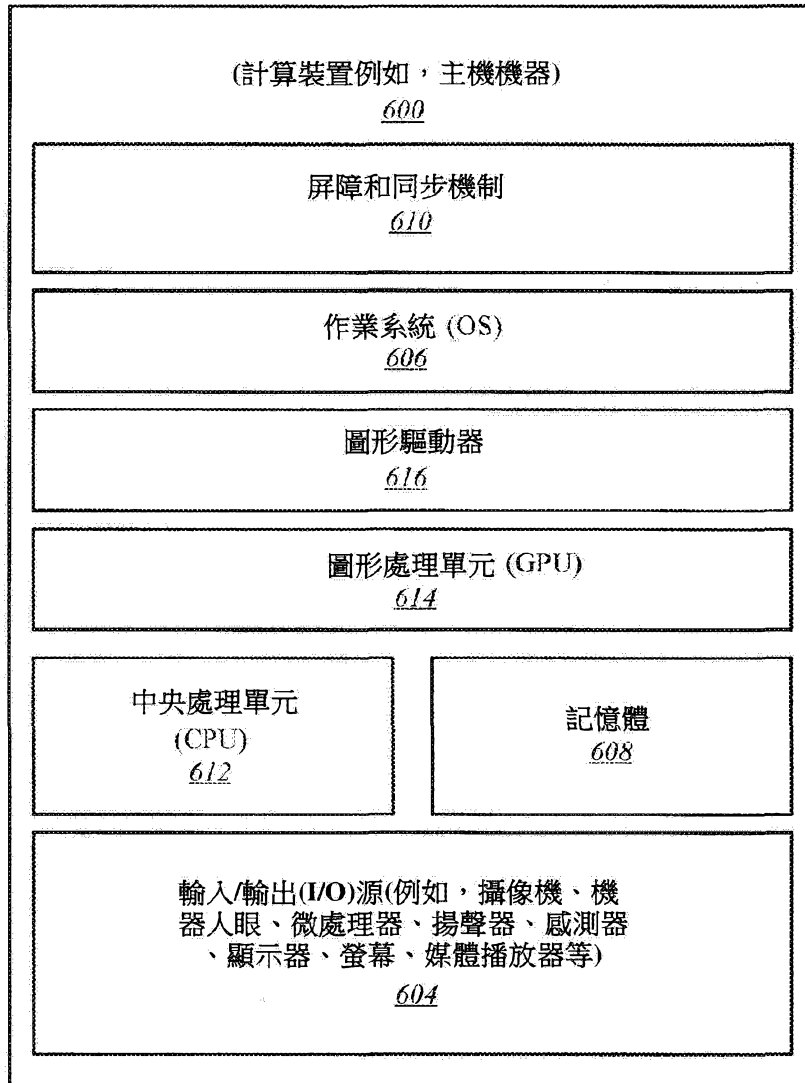 (計算裝置例如，主機機器)
600
屏障和同步機制
610
作業系統 (OS)
606
圖形驅動器
616
圖形處理單元 (GPU)
614
中央處理單元
(CPU)
612
記憶體
608
輸入/輸出(I/O)源(例如，攝像機、機
器人眼、微處理器、揚聲器、感測器
、顯示器、螢幕、媒體播放器等)
604